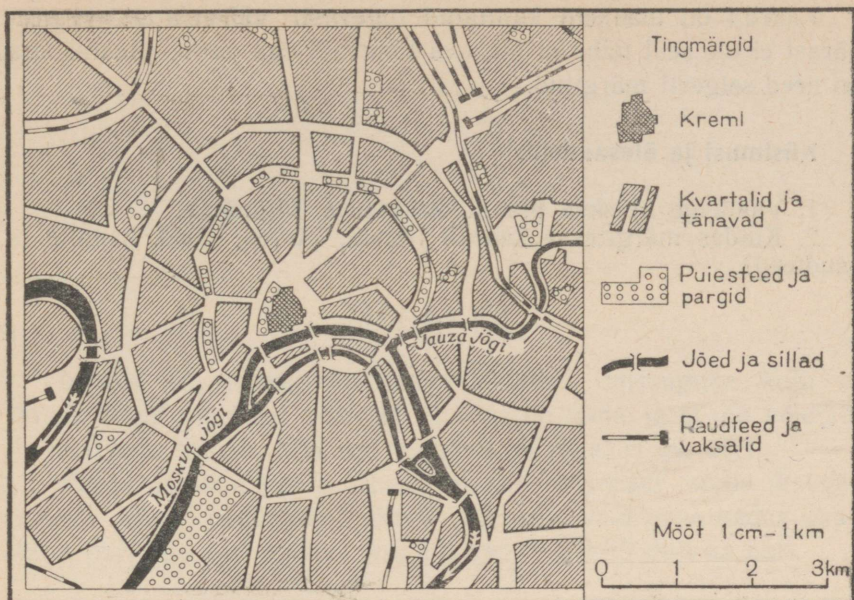 Tingmärgid
Kreml
Kvartalid ja
tänavad
Puiesteed ja
pargid
Jõed ja sillad
Raudteed ja
vaksalid
Mõõt 1 cm – 1 km
0 1 2 3 km
Jauza jõgi
Moskva jõgi